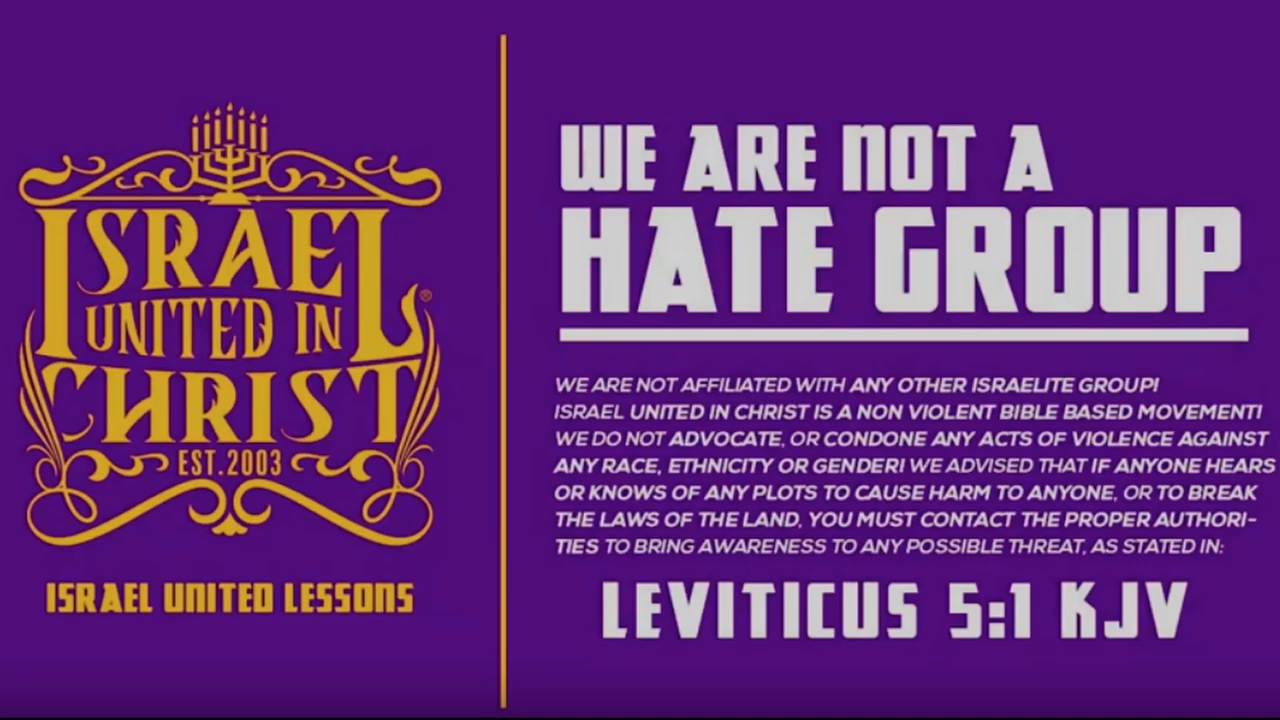 ISRAEL
UNITED IN
CHRIST
EST.2003
ISRAEL UNITED LESSONS
WE ARE NOT A
HATE GROUP
WE ARE NOT AFFILIATED WITH ANY OTHER ISRAELITE GROUP!
ISRAEL UNITED IN CHRIST IS A NON VIOLENT BIBLE BASED MOVEMENT!
WE DO NOT ADVOCATE, OR CONDONE ANY ACTS OF VIOLENCE AGAINST
ANY RACE, ETHNICITY OR GENDER! WE ADVISED THAT IF ANYONE HEARS
OR KNOWS OF ANY PLOTS TO CAUSE HARM TO ANYONE, OR TO BREAK
THE LAWS OF THE LAND, YOU MUST CONTACT THE PROPER AUTHORI-
TIES TO BRING AWARENESS TO ANY POSSIBLE THREAT, AS STATED IN:
LEVITICUS 5:1 KJV